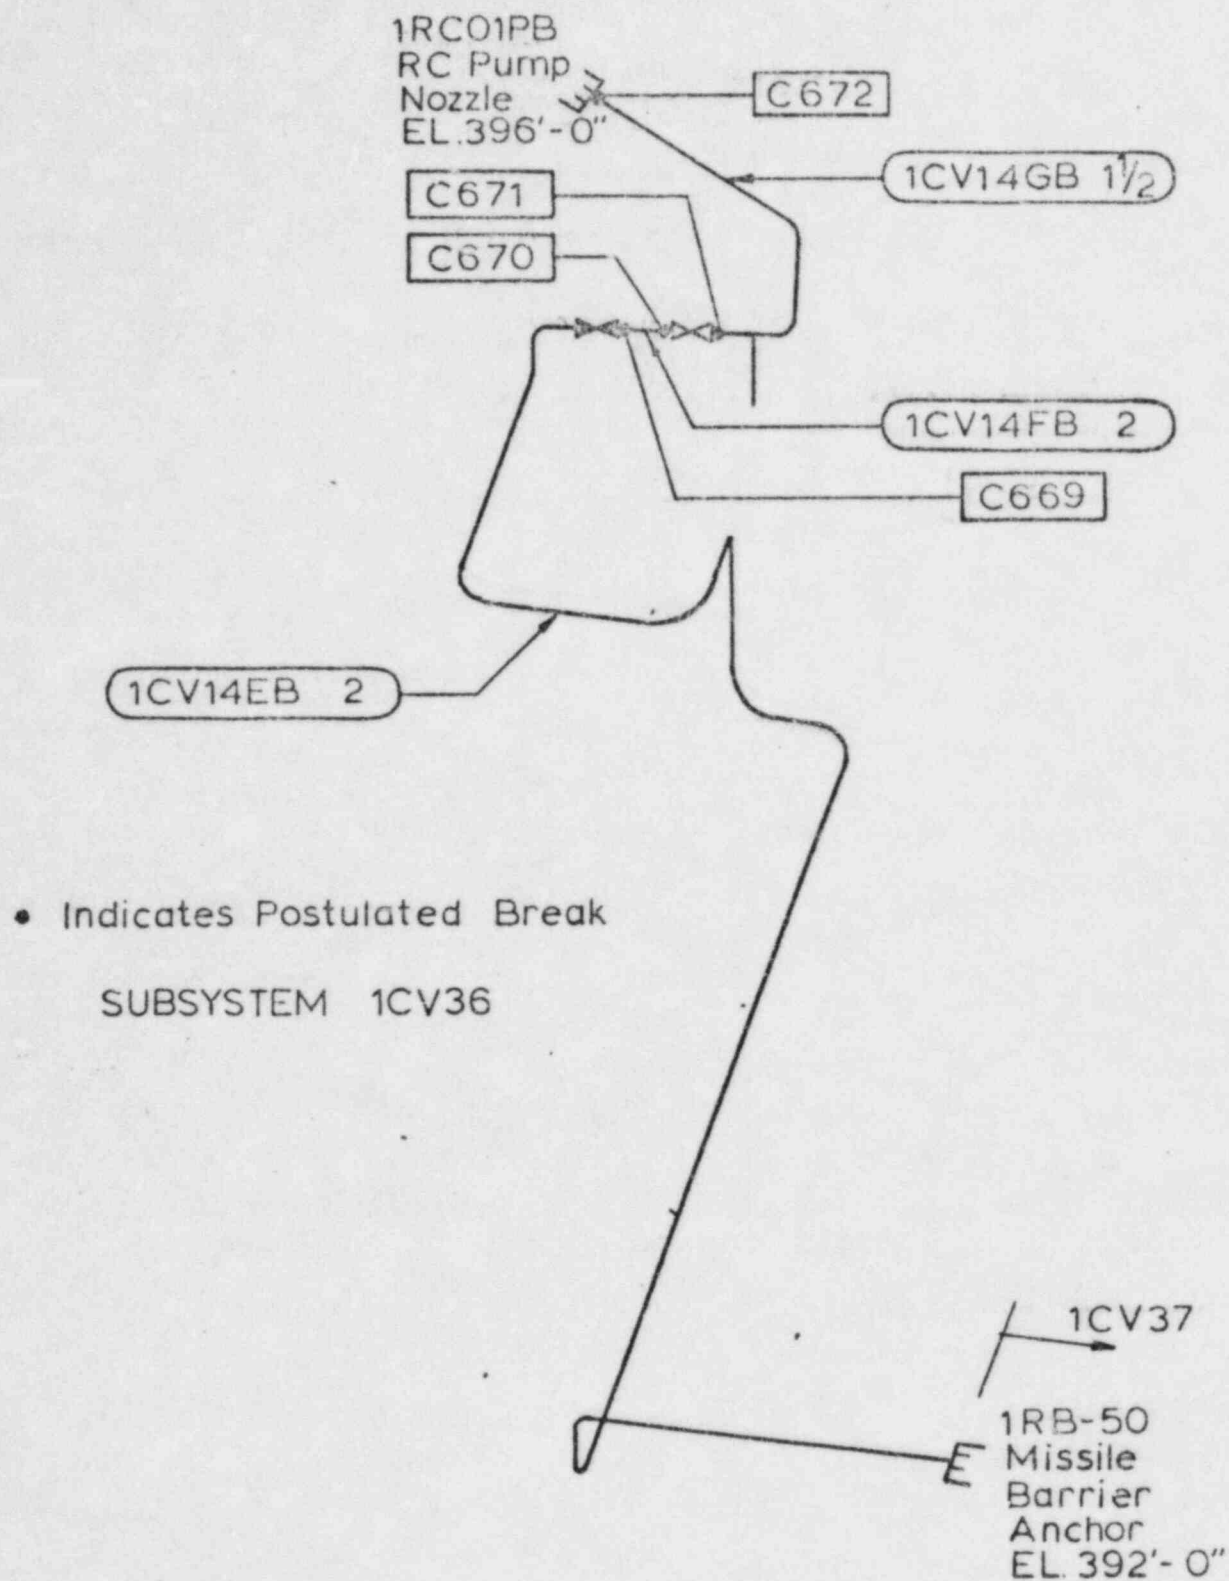 1RC01PB
RC Pump
Nozzle
EL.396'-0"
C672
1CV14GB 1½
C671
C670
1CV14FB 2
C669
1CV14EB 2
• Indicates Postulated Break
SUBSYSTEM 1CV36
1CV37
1RB-50
Missile
Barrier
Anchor
EL. 392'-0"